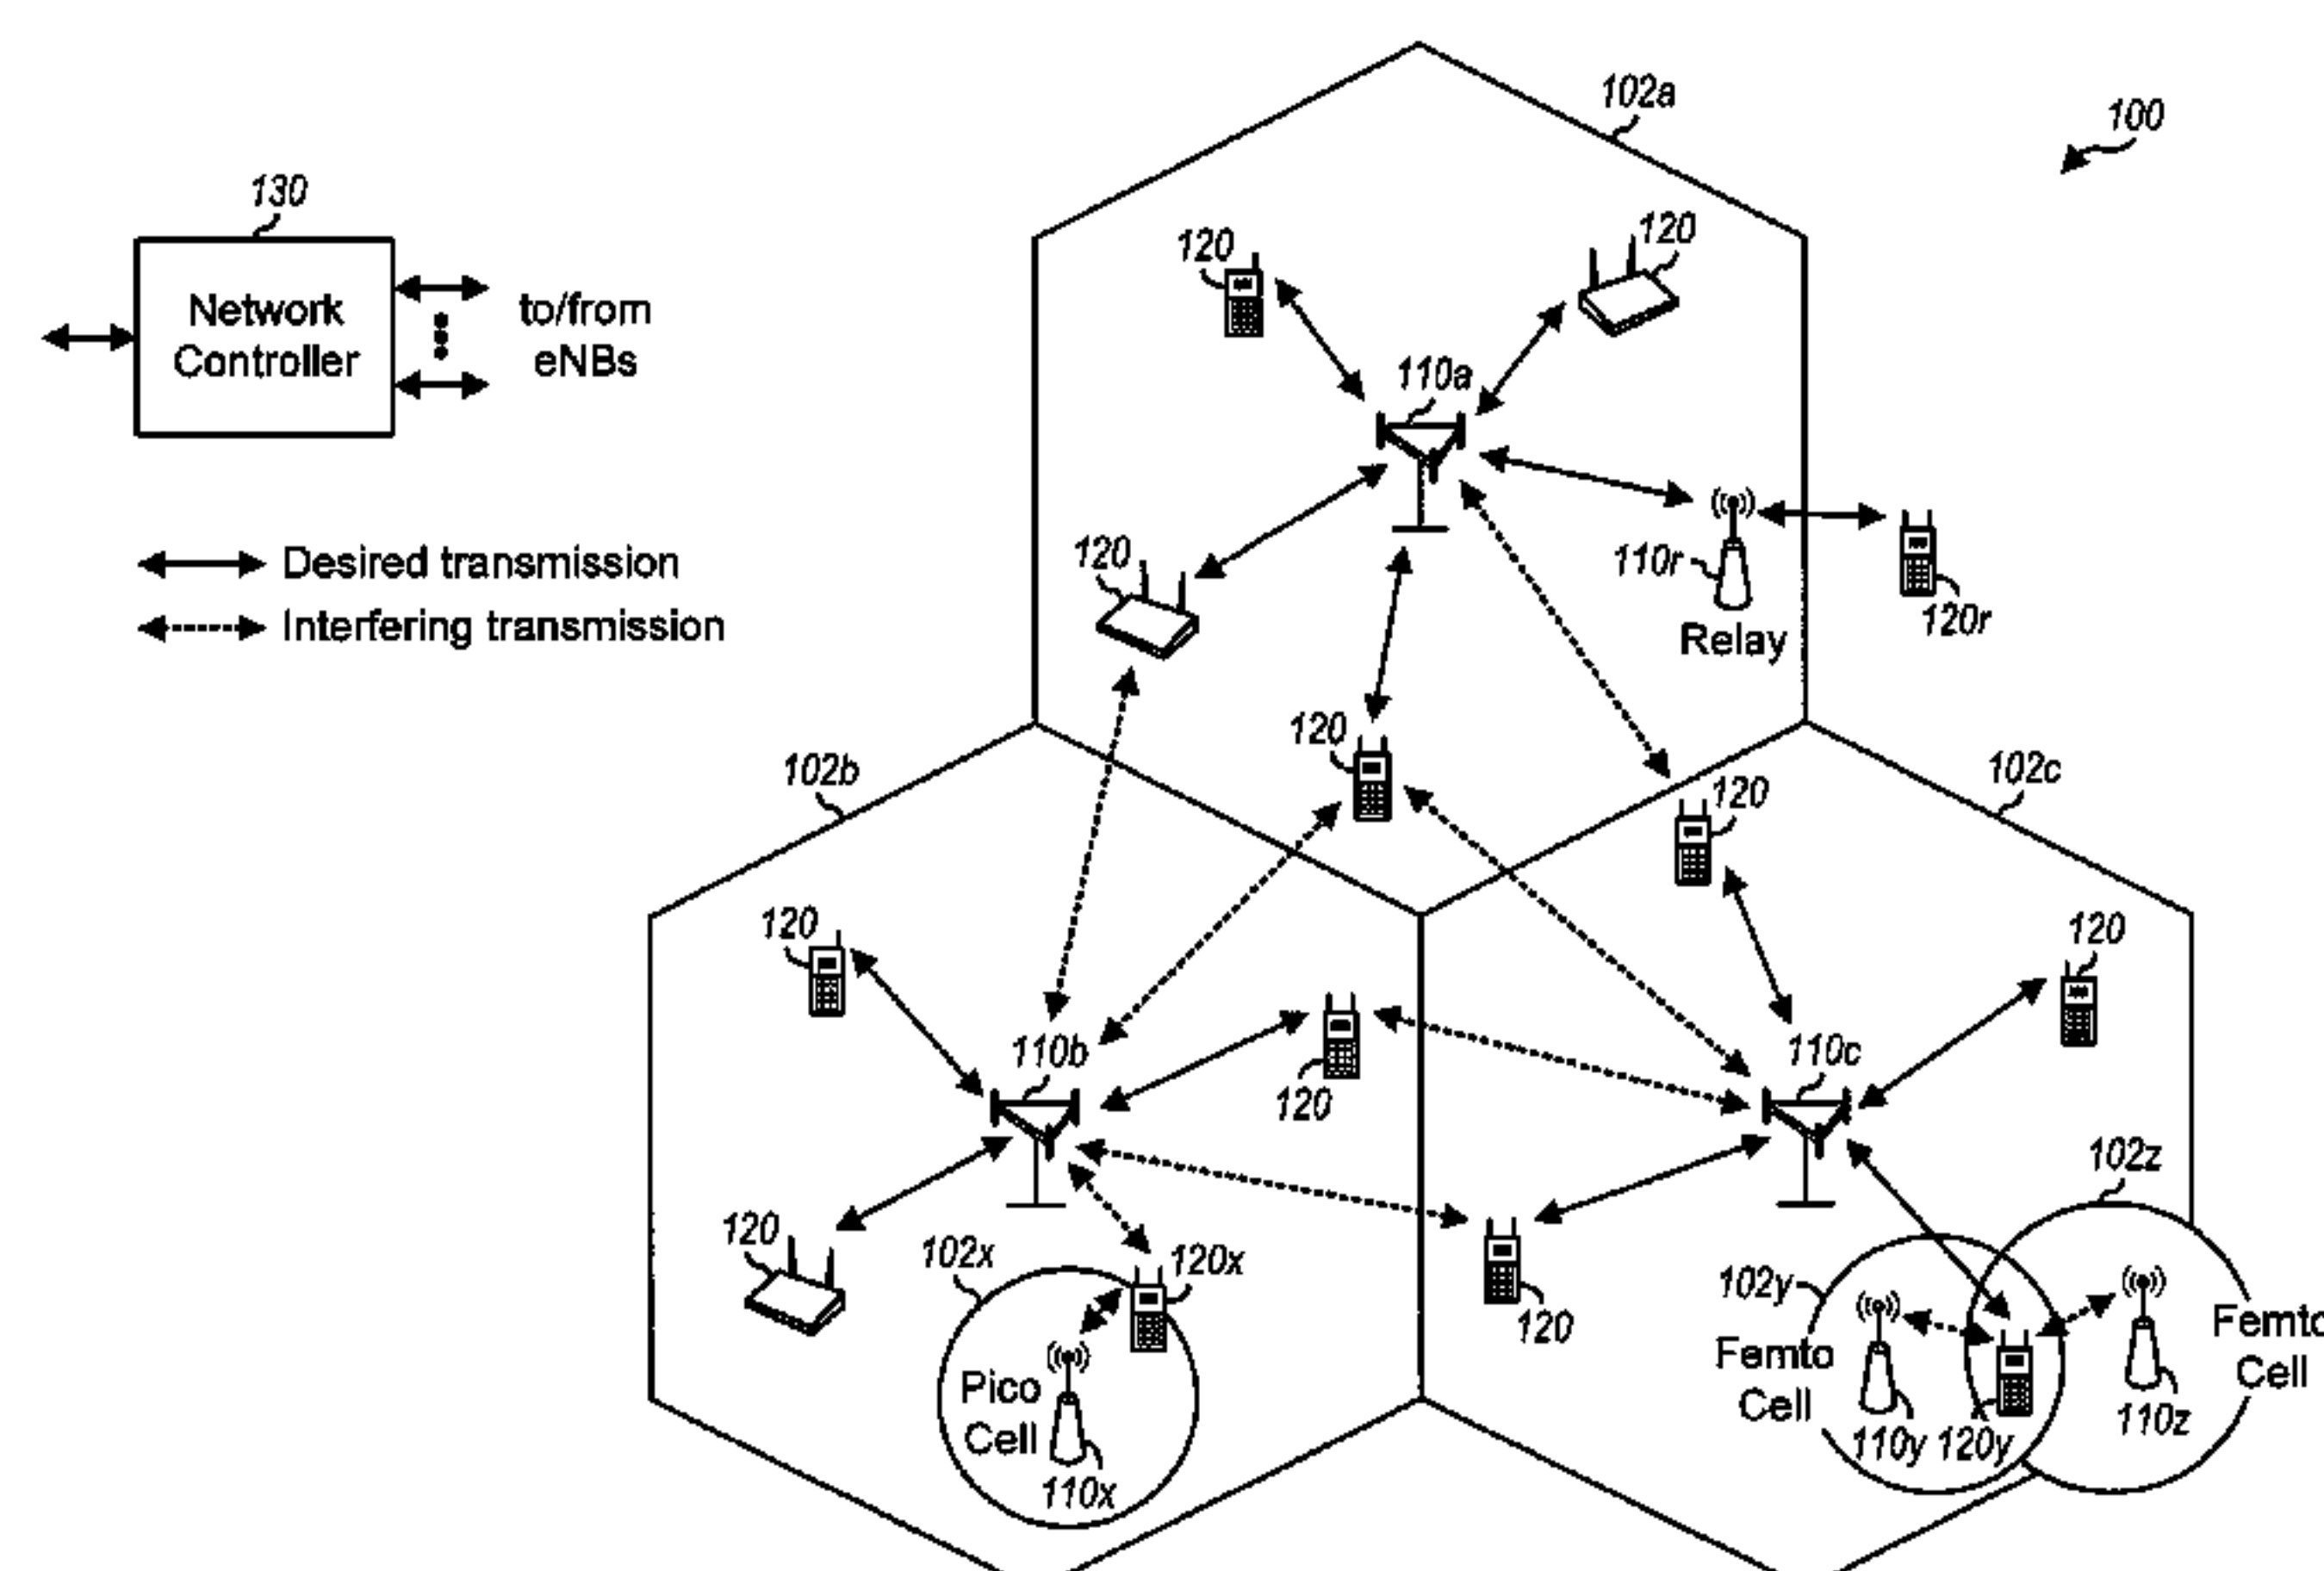 102a
100
130
Network
Controller
to/from
eNBs
120
120
110a
Desired transmission
Interfering transmission
120
110r
Relay
120r
120
102b
102c
120
120
120
110b
120
110c
102z
120
102x
120x
120
102y
Femto
Cell
Femto
Cell
Pico
Cell
110x
110y
120y
110z